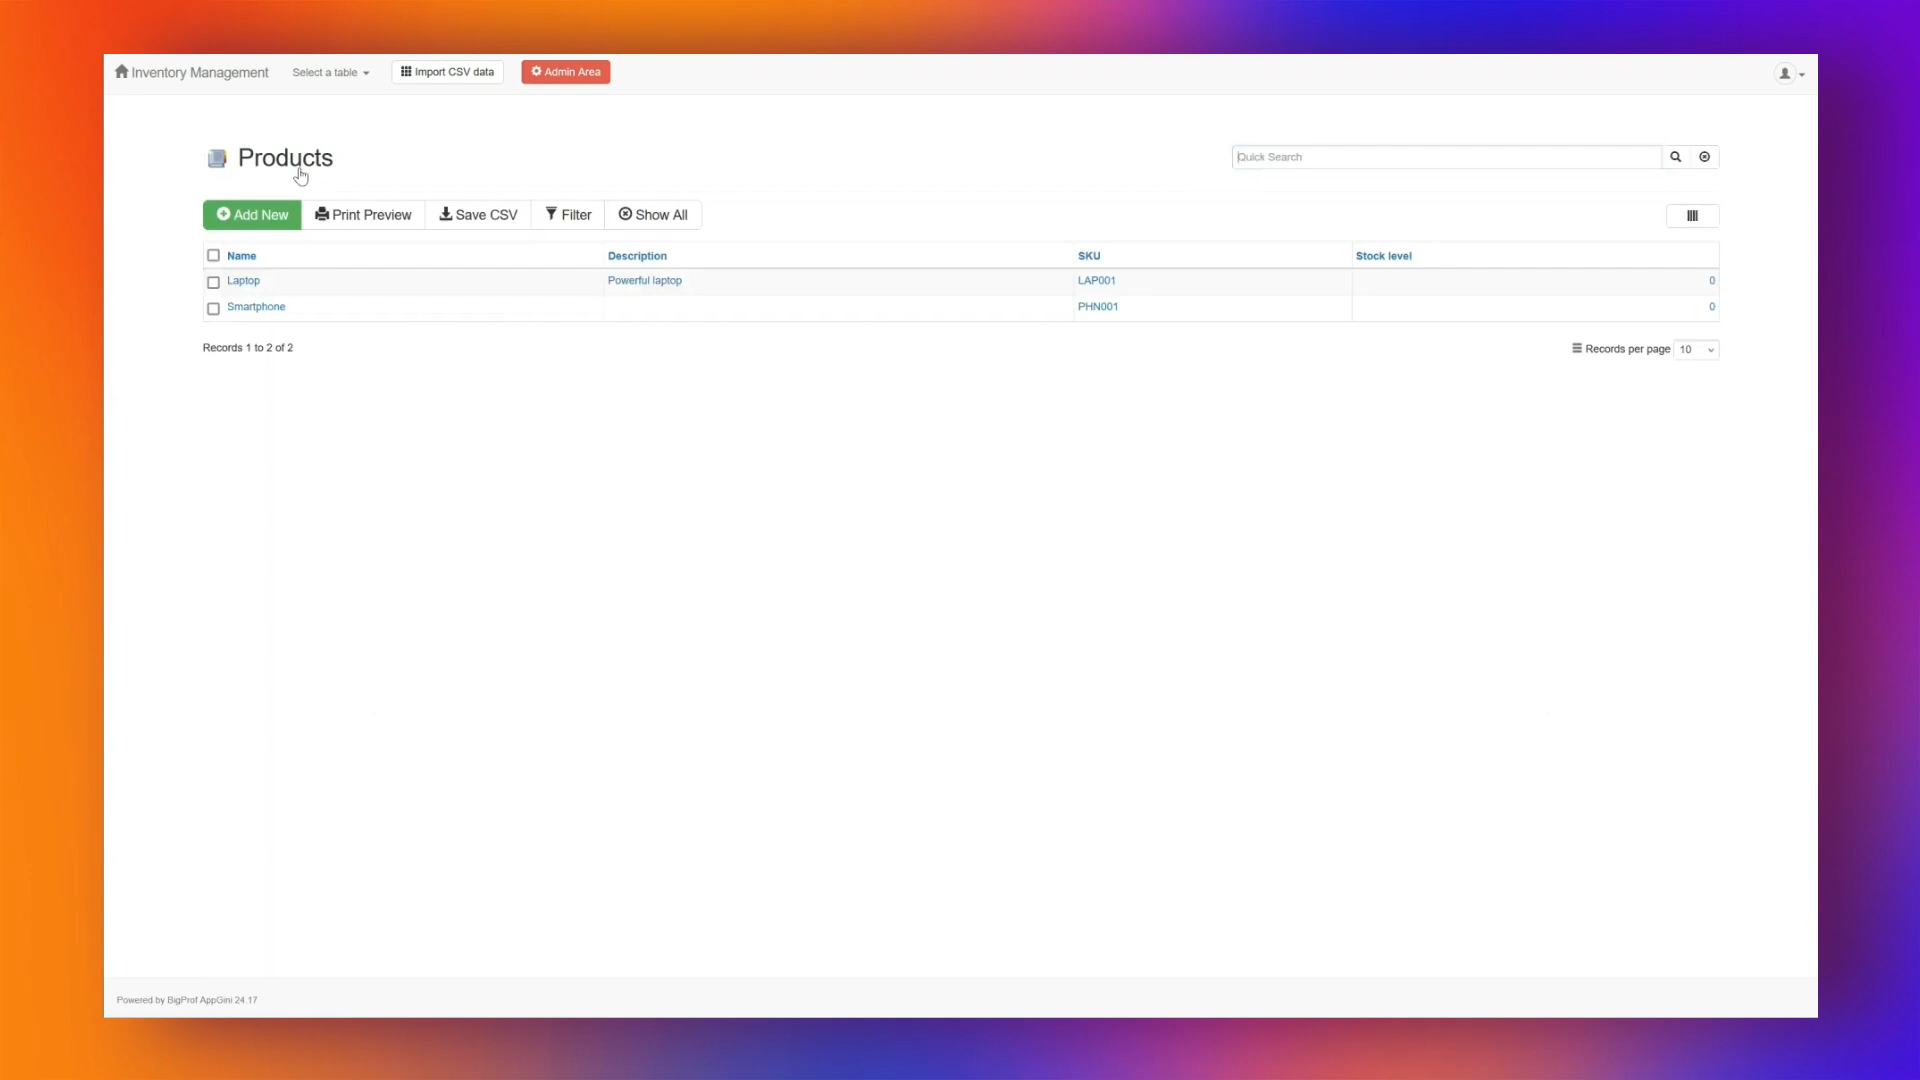 Inventory Management Select a table Import CSV data Admin Area
Products
Quick Search
Add New Print Preview Save CSV Filter Show All
Name Description SKU Stock level
Laptop Powerful laptop LAP001 0
Smartphone PHN001 0
Records 1 to 2 of 2 Records per page 10
Powered by BigProf AppGini 24.17